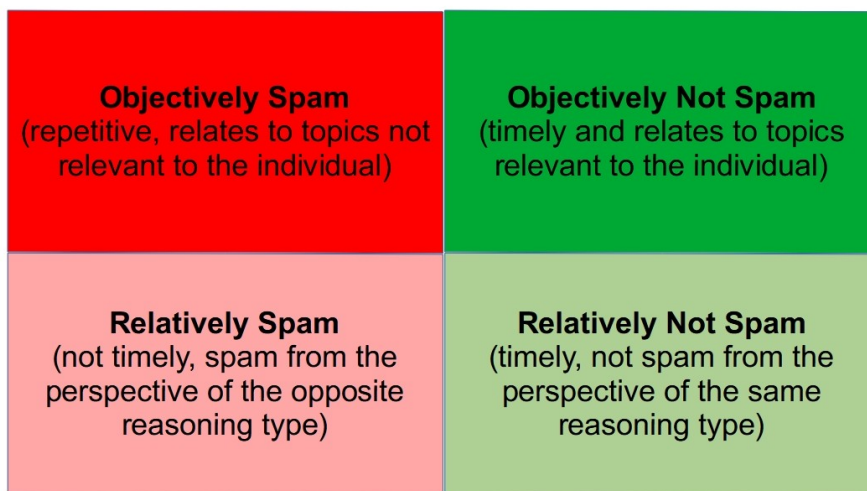 Objectively Spam
(repetitive, relates to topics not
relevant to the individual)
Objectively Not Spam
(timely and relates to topics
relevant to the individual)
Relatively Spam
(not timely, spam from the
perspective of the opposite
reasoning type)
Relatively Not Spam
(timely, not spam from the
perspective of the same
reasoning type)